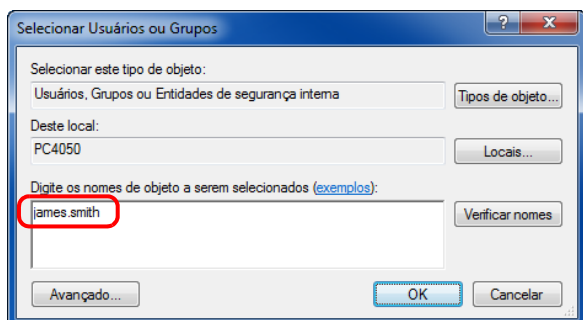 Selecionar Usuários ou Grupos
Selecionar este tipo de objeto:
Usuários, Grupos ou Entidades de segurança interna
Tipos de objeto...
Deste local:
PC4050
Locais...
Digite os nomes de objeto a serem selecionados (exemplos):
james.smith
Verificar nomes
Avançado...
OK
Cancelar